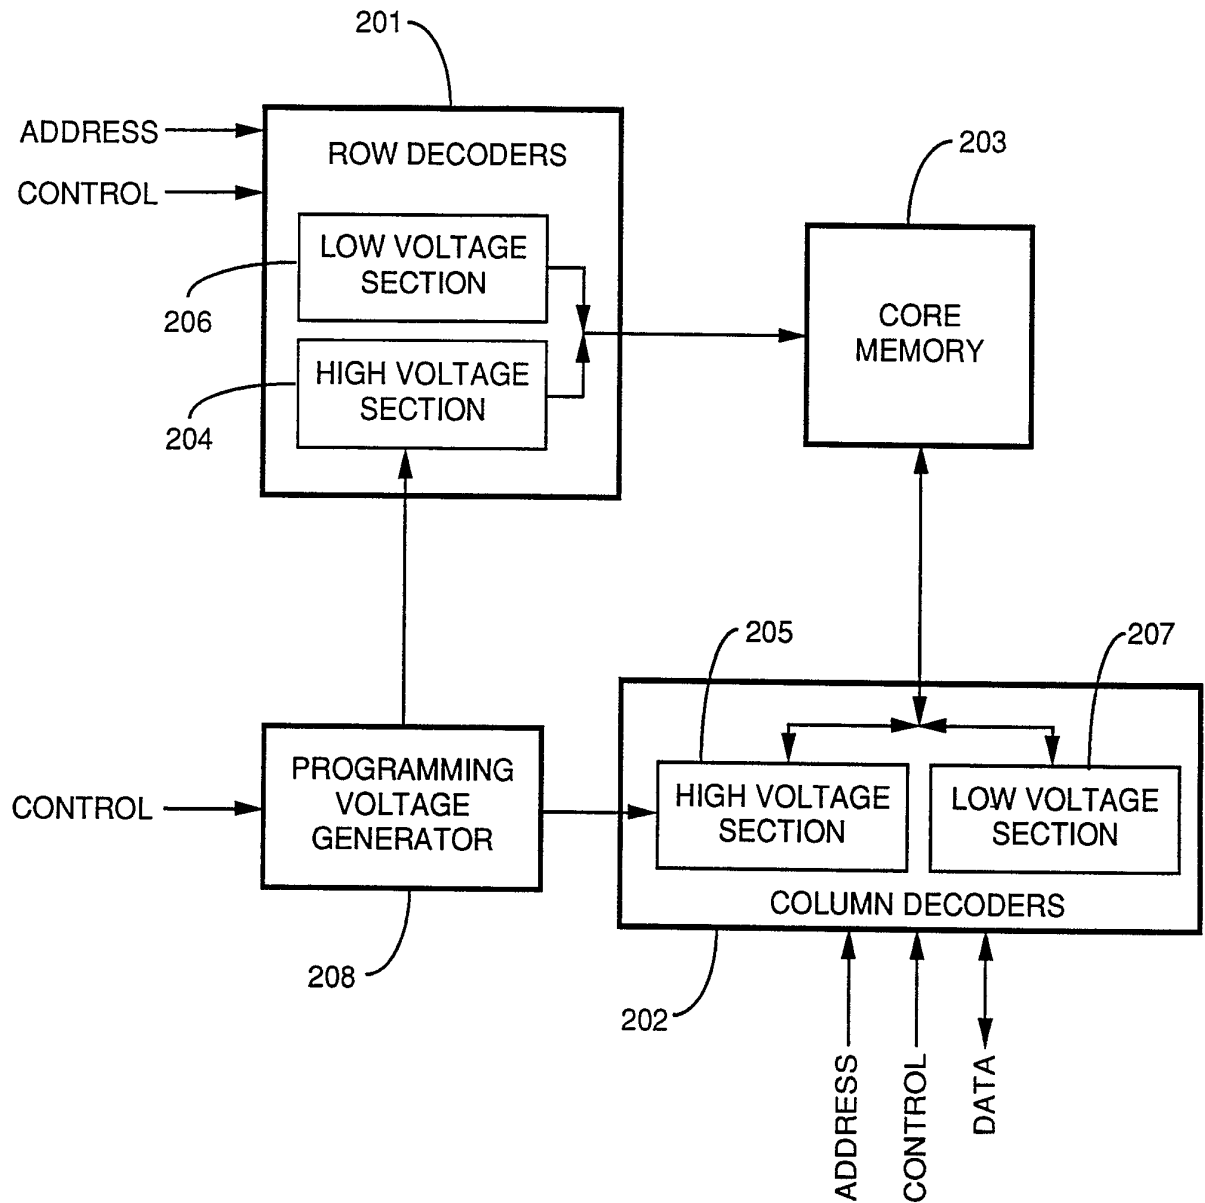 201
ADDRESS
ROW DECODERS
203
CONTROL
LOW VOLTAGE
SECTION
206
CORE
MEMORY
HIGH VOLTAGE
SECTION
204
205
207
PROGRAMMING
VOLTAGE
GENERATOR
CONTROL
HIGH VOLTAGE
SECTION
LOW VOLTAGE
SECTION
COLUMN DECODERS
208
202
ADDRESS
CONTROL
DATA